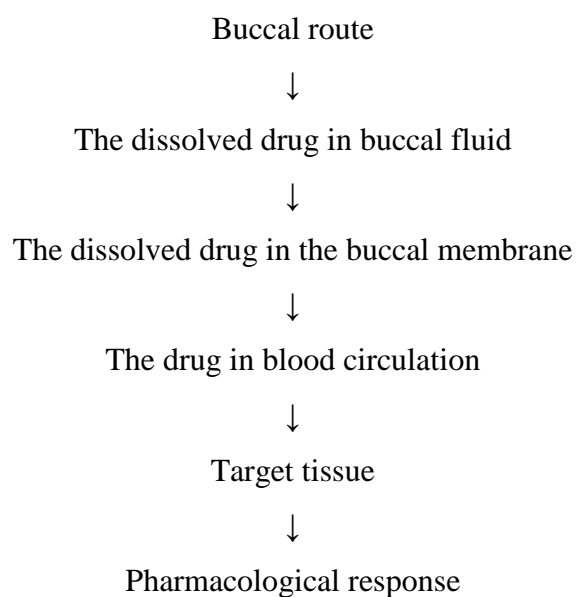 Buccal route
↓
The dissolved drug in buccal fluid
↓
The dissolved drug in the buccal membrane
↓
The drug in blood circulation
↓
Target tissue
↓
Pharmacological response